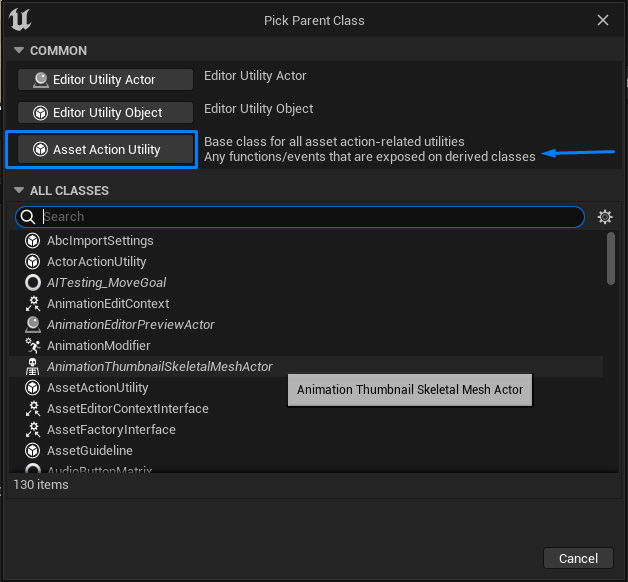 Pick Parent Class
COMMON
Editor Utility Actor
Editor Utility Actor
Editor Utility Object
Editor Utility Object
Asset Action Utility
Base class for all asset action-related utilities
Any functions/events that are exposed on derived classes
ALL CLASSES
Search
AbcImportSettings
ActorActionUtility
AITesting_MoveGoal
AnimationEditContext
AnimationEditorPreviewActor
AnimationModifier
AnimationThumbnailSkeletalMeshActor
Animation Thumbnail Skeletal Mesh Actor
AssetActionUtility
AssetEditorContextInterface
AssetFactoryInterface
AssetGuideline
AudioButtonMatrix
130 items
Cancel